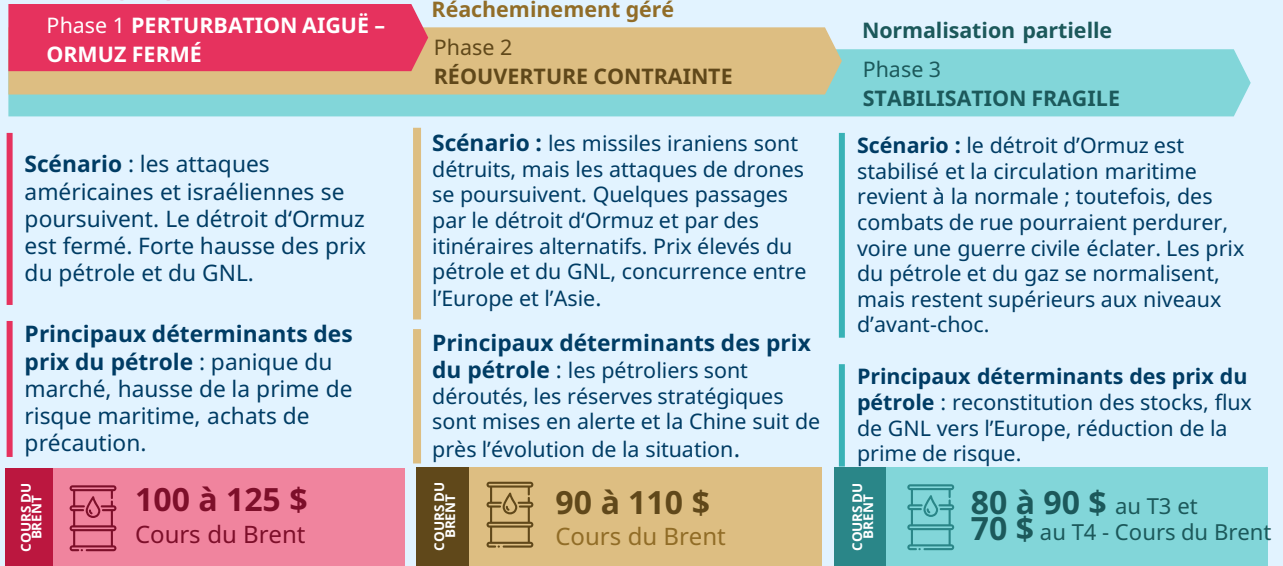 Phase 1 PERTURBATION AIGUË –
ORMUZ FERMÉ
Réacheminement géré
Phase 2
RÉOUVERTURE CONTRAINTE
Normalisation partielle
Phase 3
STABILISATION FRAGILE
Scénario : les attaques
américaines et israéliennes se
poursuivent. Le détroit d‘Ormuz
est fermé. Forte hausse des prix
du pétrole et du GNL.
Principaux déterminants des
prix du pétrole : panique du
marché, hausse de la prime de
risque maritime, achats de
précaution.
COURS DU
BRENT
100 à 125 $
Cours du Brent
Scénario : les missiles iraniens sont
détruits, mais les attaques de drones
se poursuivent. Quelques passages
par le détroit d‘Ormuz et par des
itinéraires alternatifs. Prix élevés du
pétrole et du GNL, concurrence entre
l’Europe et l’Asie.
Principaux déterminants des prix
du pétrole : les pétroliers sont
déroutés, les réserves stratégiques
sont mises en alerte et la Chine suit de
près l’évolution de la situation.
COURS DU
BRENT
90 à 110 $
Cours du Brent
Scénario : le détroit d’Ormuz est
stabilisé et la circulation maritime
revient à la normale ; toutefois, des
combats de rue pourraient perdurer,
voire une guerre civile éclater. Les prix
du pétrole et du gaz se normalisent,
mais restent supérieurs aux niveaux
d’avant-choc.
Principaux déterminants des prix du
pétrole : reconstitution des stocks, flux
de GNL vers l’Europe, réduction de la
prime de risque.
COURS DU
BRENT
80 à 90 $ au T3 et
70 $ au T4 - Cours du Brent